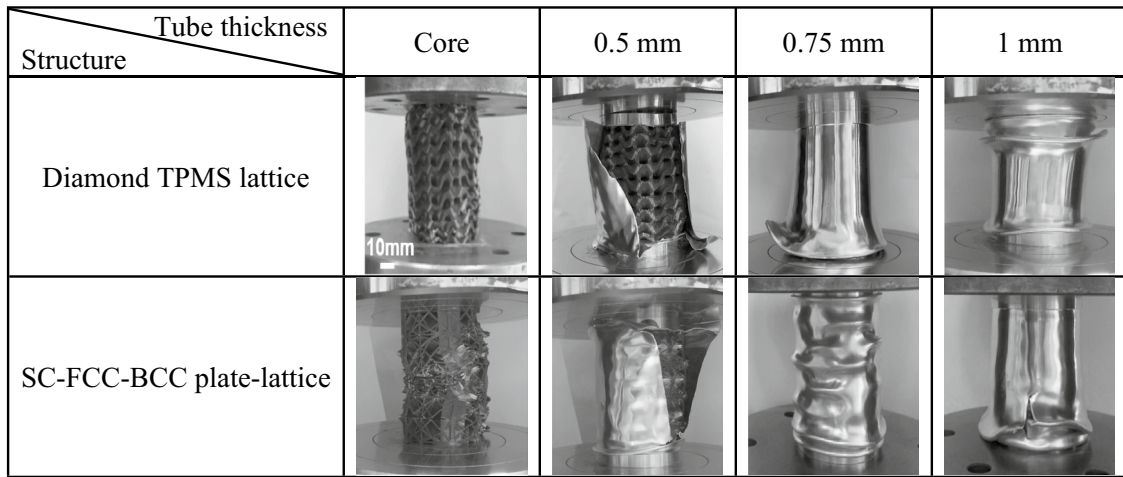 Tube thickness
Structure
Core
0.5 mm
0.75 mm
1 mm
Diamond TPMS lattice
10mm
SC-FCC-BCC plate-lattice